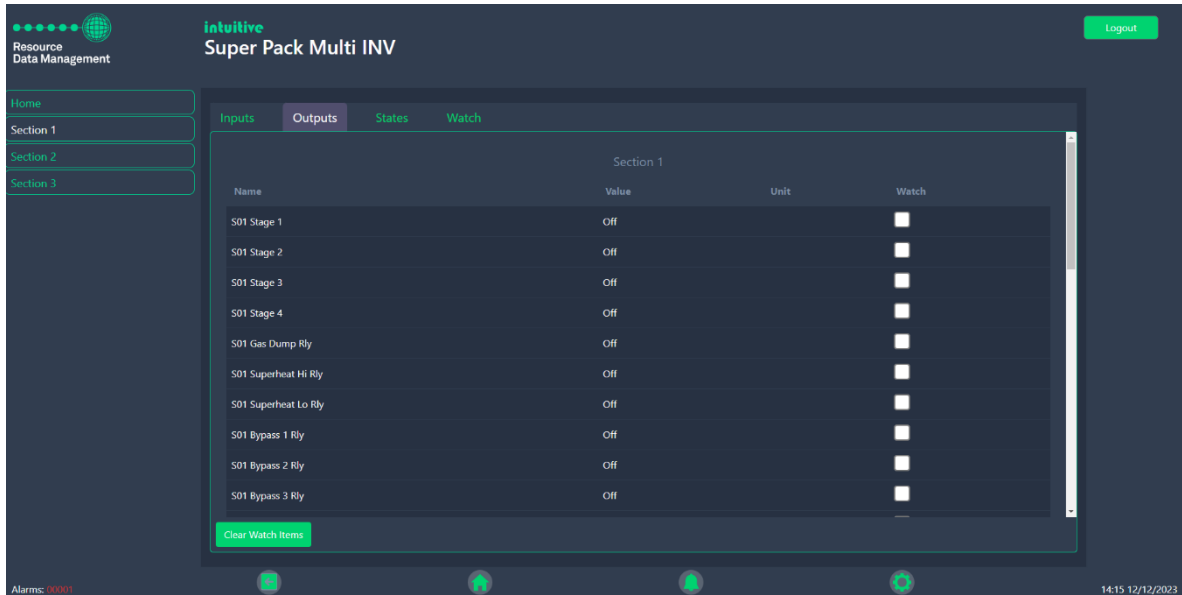 Resource
Data Management
intuitive
Super Pack Multi INV
Logout
Home
Section 1
Section 2
Section 3
Inputs Outputs States Watch
Section 1
Name Value Unit Watch
S01 Stage 1 Off
S01 Stage 2 Off
S01 Stage 3 Off
S01 Stage 4 Off
S01 Gas Dump Rly Off
S01 Superheat Hi Rly Off
S01 Superheat Lo Rly Off
S01 Bypass 1 Rly Off
S01 Bypass 2 Rly Off
S01 Bypass 3 Rly Off
Clear Watch Items
Alarms: 00001
14:15 12/12/2023